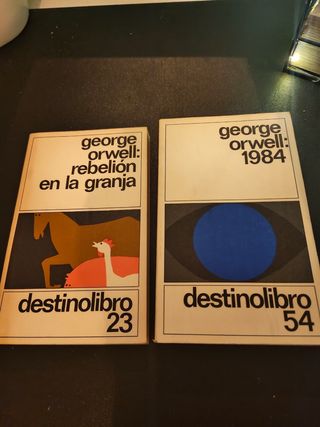 george
orwell:
rebelión
en la granja
destinolibro
23
george
orwell:
1984
destinolibro
54